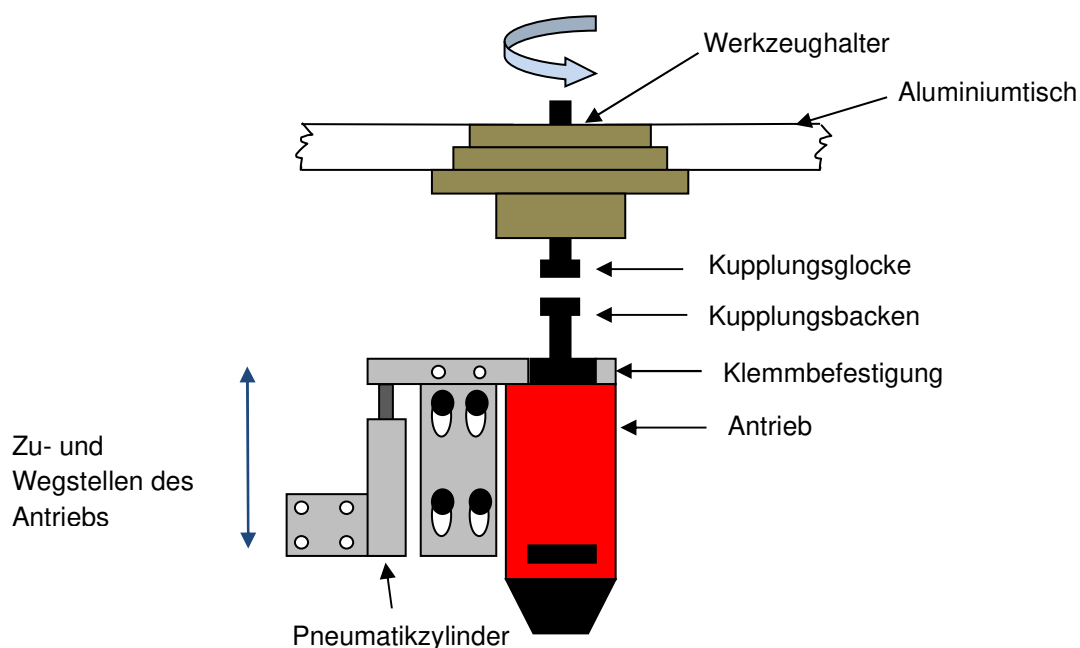 Werkzeughalter
Aluminiumtisch
Kupplungsglocke
Kupplungsbacken
Klemmbefestigung
Antrieb
Zu- und
Wegstellen des
Antriebs
Pneumatikzylinder